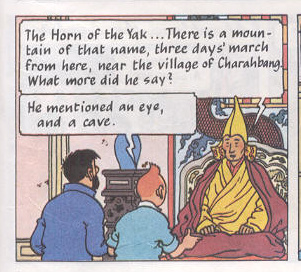 The Horn of the Yak...There is a moun-
tain of that name, three days' march
from here, near the village of Charahbang.
What more did he say?
He mentioned an eye,
and a cave.